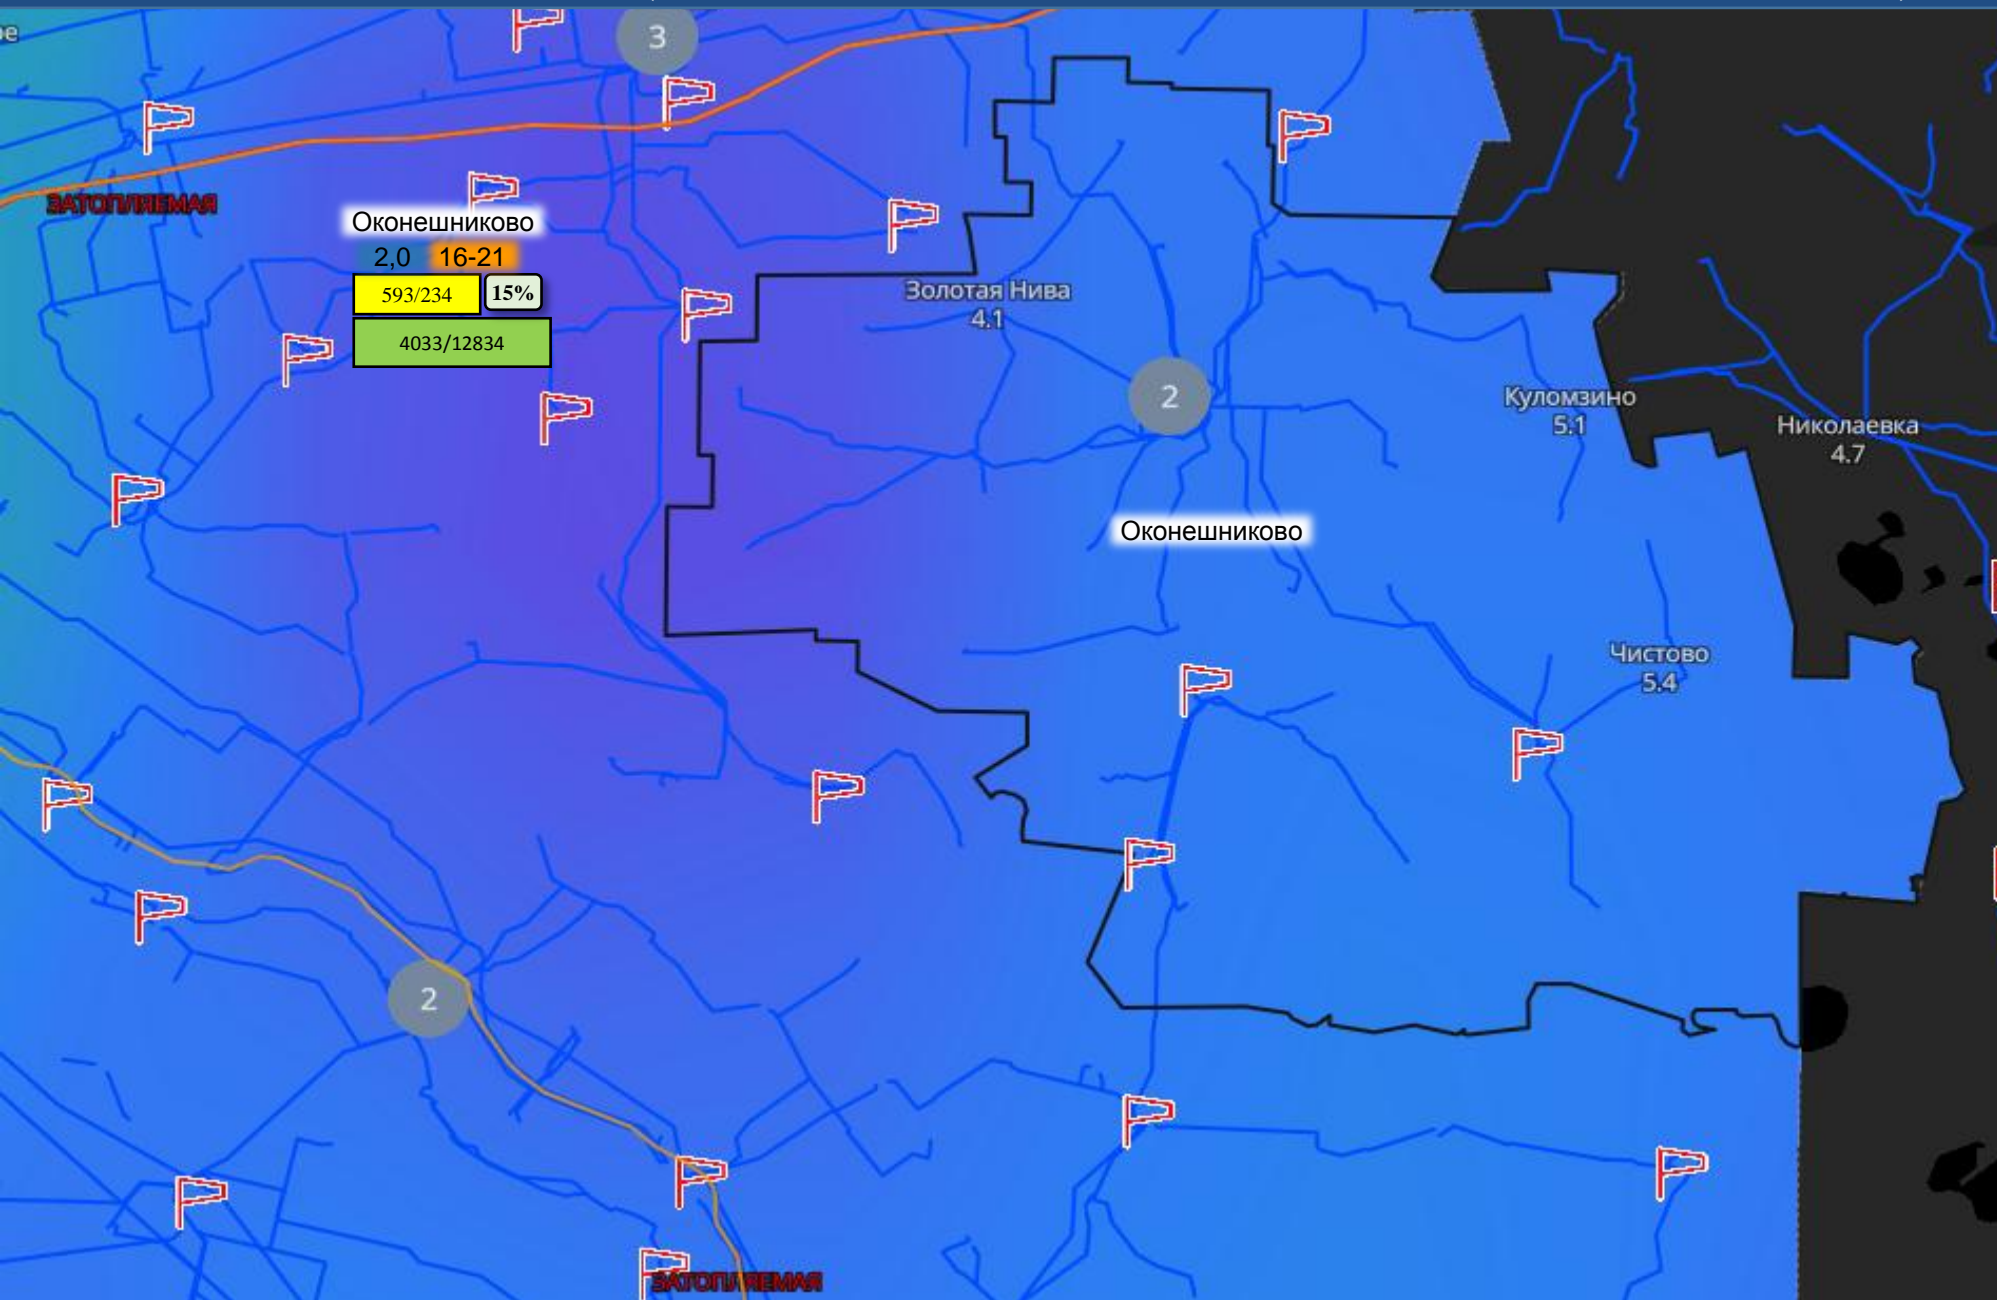 3
ЗАТОПЛЯЕМАЯ
Оконешниково
2,0 16-21
593/234 15%
4033/12834
Золотая Нива
4.1
2
Куломзино
5.1
Николаевка
4.7
Оконешниково
Чистово
5.4
2
ЗАТОПЛЯЕМАЯ